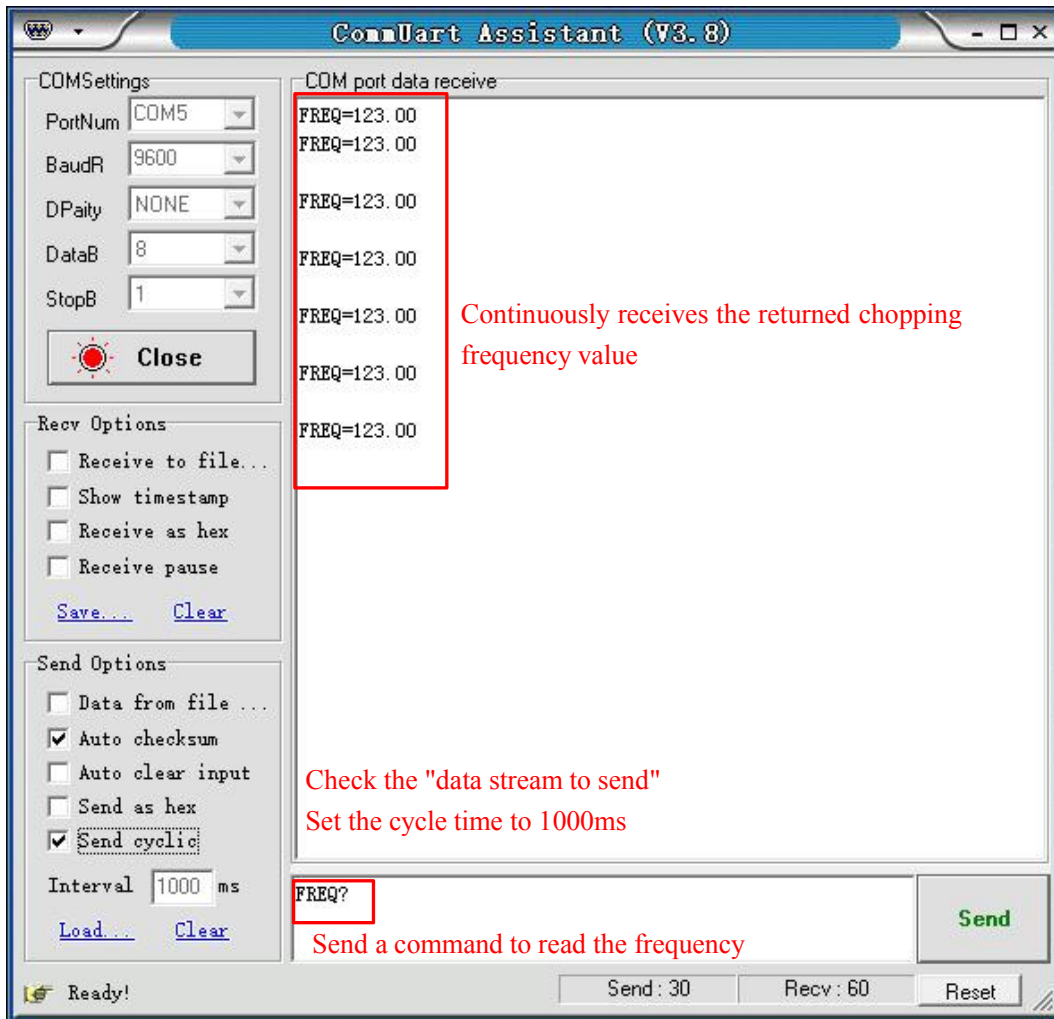 CommUart Assistant (V3.8)
COMSettings
PortNum COM5
BaudR 9600
DPaity NONE
DataB 8
StopB 1
Close
Recv Options
Receive to file...
Show timestamp
Receive as hex
Receive pause
Save... Clear
Send Options
Data from file ...
Auto checksum
Auto clear input
Send as hex
Send cyclic
Interval 1000 ms
Load... Clear
COM port data receive
FREQ=123.00
FREQ=123.00
FREQ=123.00
FREQ=123.00
FREQ=123.00
FREQ=123.00
FREQ=123.00
Continuously receives the returned chopping
frequency value
Check the "data stream to send"
Set the cycle time to 1000ms
FREQ?
Send a command to read the frequency
Send
Ready!
Send : 30
Recv : 60
Reset